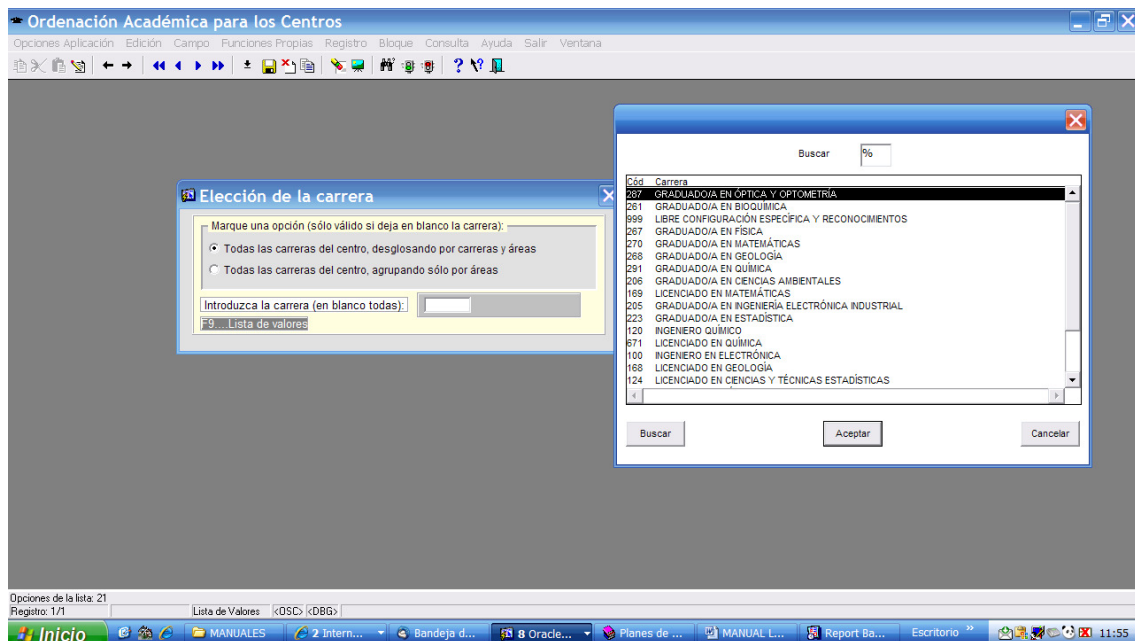 Ordenación Académica para los Centros
Opciones Aplicación Edición Campo Funciones Propias Registro Bloque Consulta Ayuda Salir Ventana
Buscar %
Cód Carrera
287 GRADUADO/A EN ÓPTICA Y OPTOMETRÍA
261 GRADUADO/A EN BIOQUÍMICA
999 LIBRE CONFIGURACIÓN ESPECÍFICA Y RECONOCIMIENTOS
267 GRADUADO/A EN FÍSICA
270 GRADUADO/A EN MATEMÁTICAS
268 GRADUADO/A EN GEOLOGÍA
291 GRADUADO/A EN QUÍMICA
206 GRADUADO/A EN CIENCIAS AMBIENTALES
169 LICENCIADO EN MATEMÁTICAS
205 GRADUADO/A EN INGENIERÍA ELECTRÓNICA INDUSTRIAL
223 GRADUADO/A EN ESTADÍSTICA
120 INGENIERO QUÍMICO
671 LICENCIADO EN QUÍMICA
100 INGENIERO EN ELECTRÓNICA
168 LICENCIADO EN GEOLOGÍA
124 LICENCIADO EN CIENCIAS Y TÉCNICAS ESTADÍSTICAS
Buscar Aceptar Cancelar
Elección de la carrera
Marque una opción (sólo válido si deja en blanco la carrera):
Todas las carreras del centro, desglosando por carreras y áreas
Todas las carreras del centro, agrupando sólo por áreas
Introduzca la carrera (en blanco todas):
F9....Lista de valores
Opciones de la lista: 21
Registro: 1/1 Lista de Valores <OSC> <DBG>
Inicio MANUALES 2 Intern... Bandeja d... 8 Oracle... Planes de ... MANUAL L... Report Ba... Escritorio » 11:55